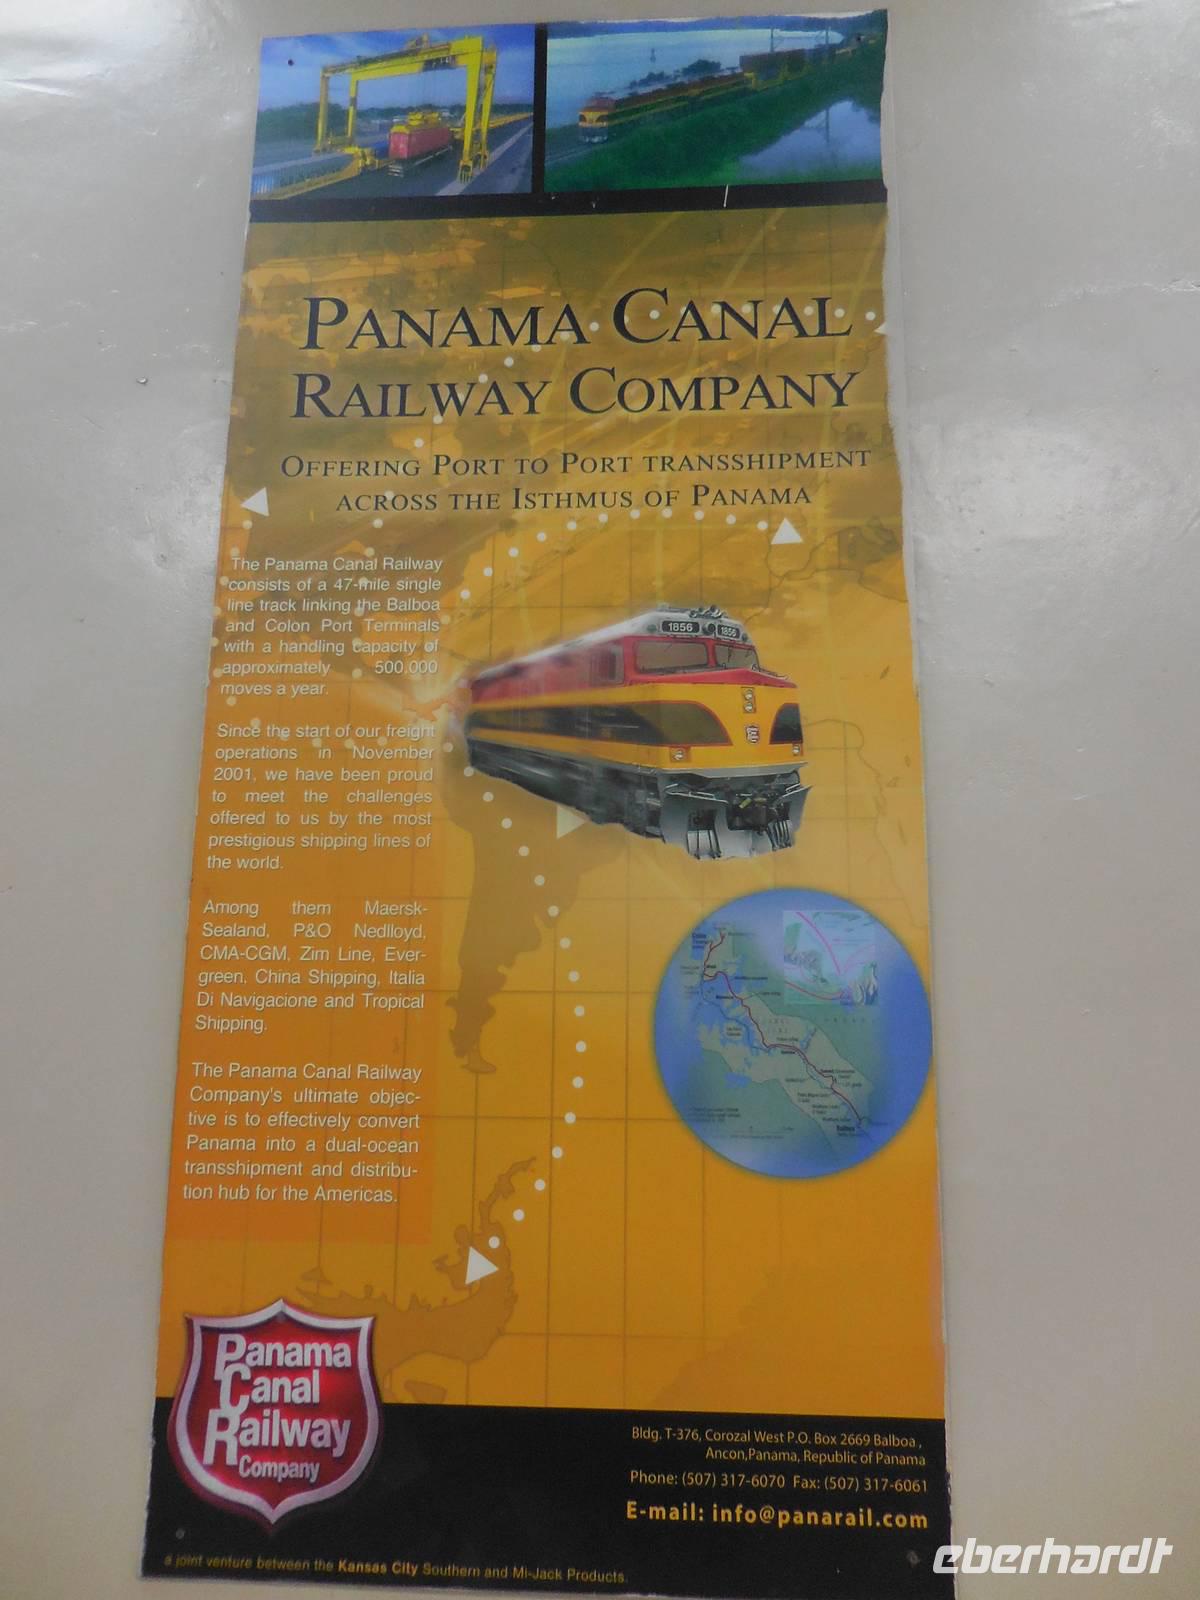 PANAMA CANAL
RAILWAY COMPANY
OFFERING PORT TO PORT TRANSSHIPMENT
ACROSS THE ISTHMUS OF PANAMA
The Panama Canal Railway
consists of a 47-mile single
line track linking the Balboa
and Colon Port Terminals
with a handling capacity of
approximately 500,000
moves a year.
Since the start of our freight
operations in November
2001, we have been proud
to meet the challenges
offered to us by the most
prestigious shipping lines of
the world.
Among them Maersk-
Sealand, P&O Nedlloyd,
CMA-CGM, Zim Line, Ever-
green, China Shipping, Italia
Di Navigacione and Tropical
Shipping.
The Panama Canal Railway
Company's ultimate objec-
tive is to effectively convert
Panama into a dual-ocean
transshipment and distribu-
tion hub for the Americas.
1856 1856
Colon
Balboa
Panama
Canal
Railway
Company
Bldg. T-376, Corozal West P.O. Box 2669 Balboa ,
Ancon,Panama, Republic of Panama
Phone: (507) 317-6070 Fax: (507) 317-6061
E-mail: info@panarail.com
a joint venture between the Kansas City Southern and Mi-Jack Products.
eberhardt